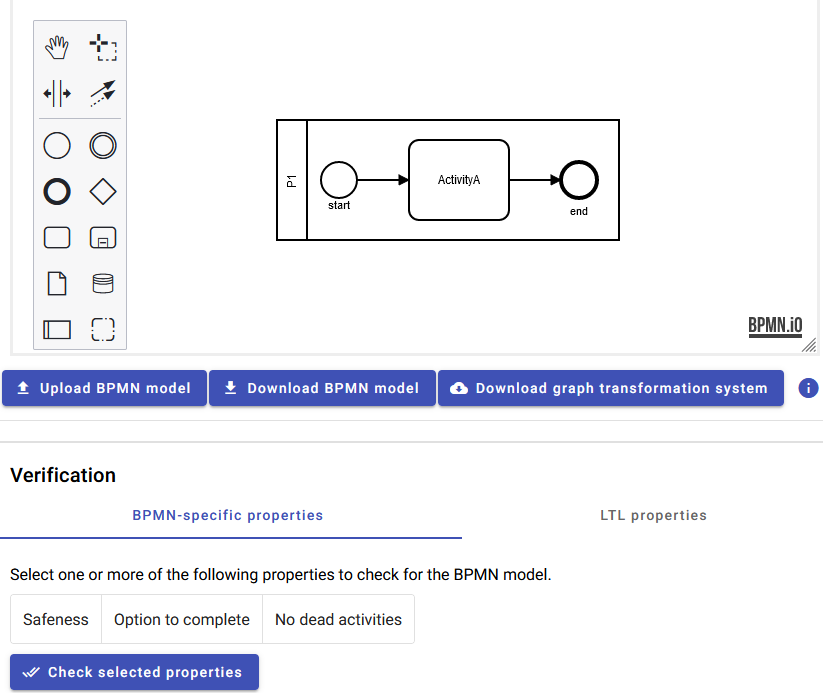 P1
ActivityA
start
end
BPMN.iO
Upload BPMN model
Download BPMN model
Download graph transformation system
i
Verification
BPMN-specific properties
LTL properties
Select one or more of the following properties to check for the BPMN model.
Safeness
Option to complete
No dead activities
Check selected properties